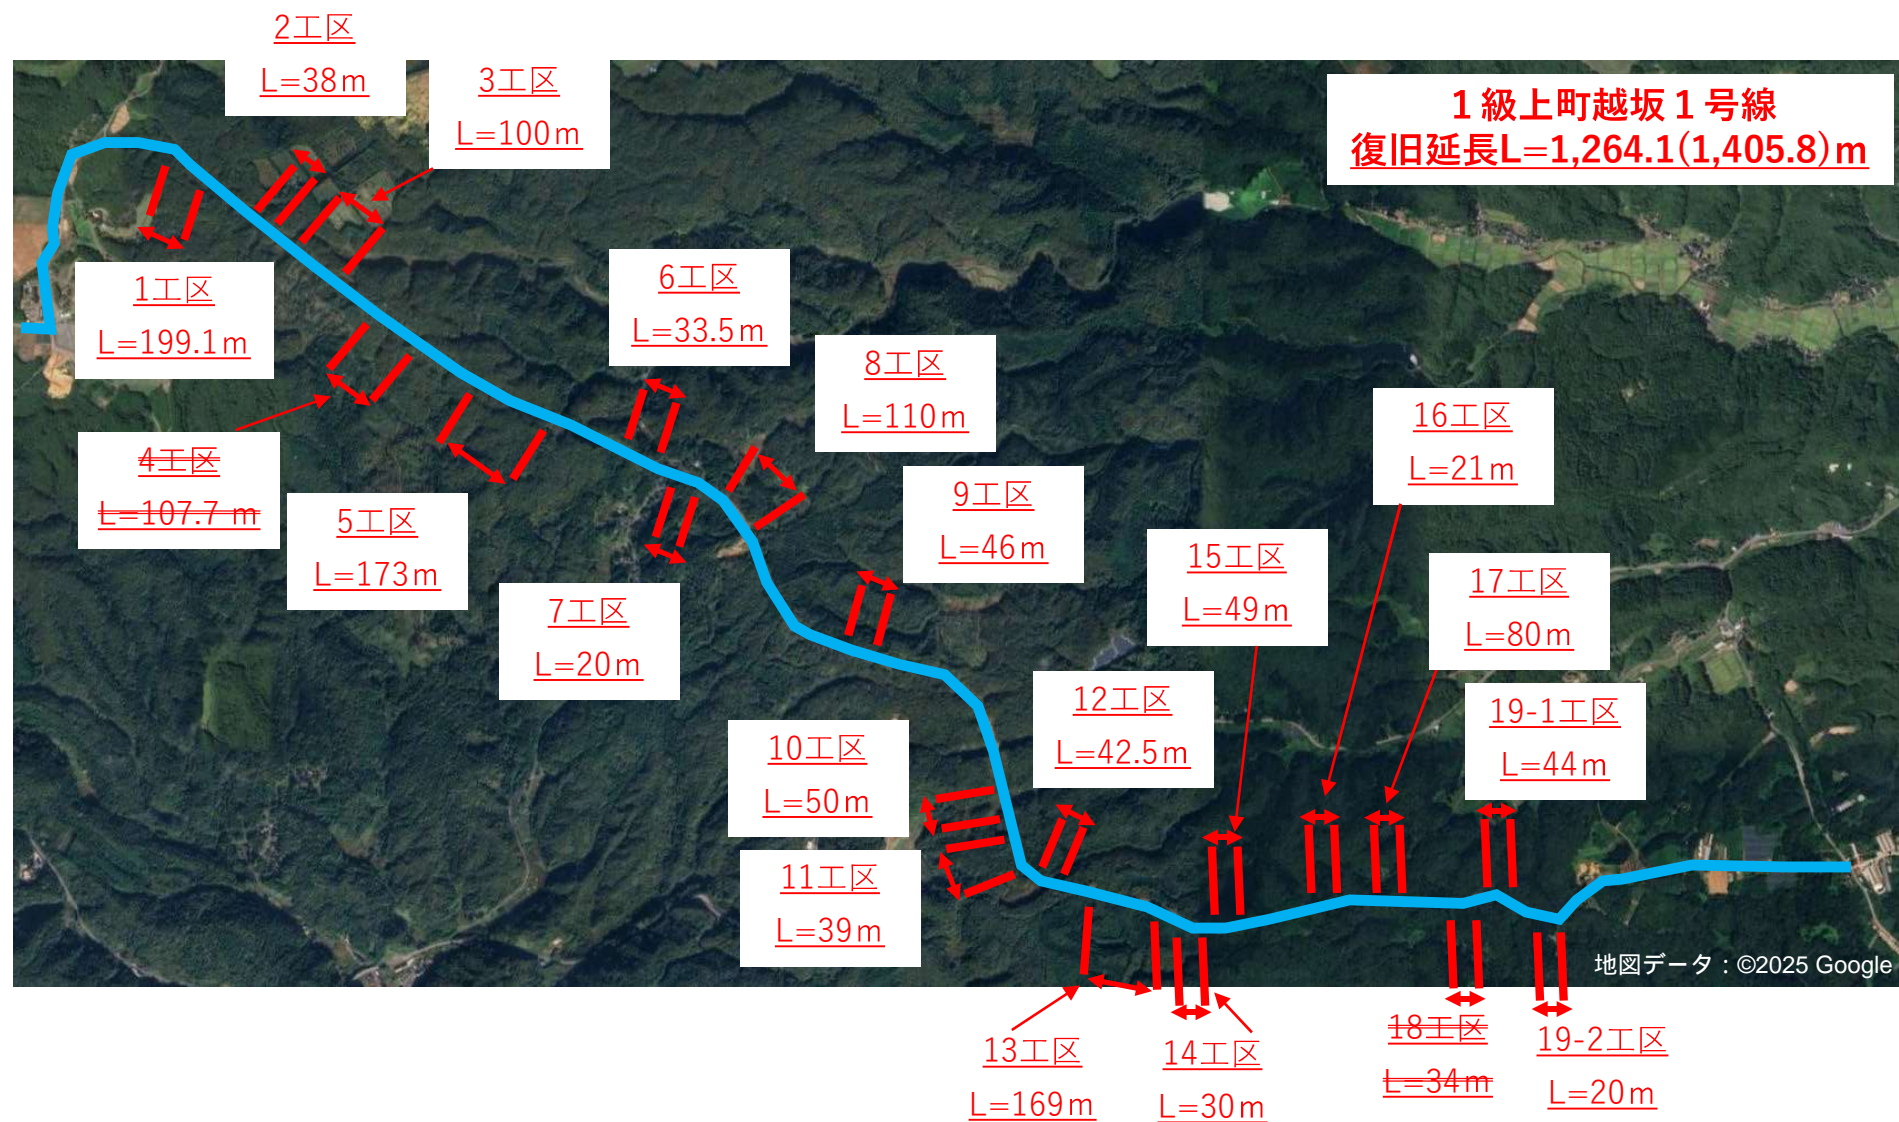 2工区
L=38m
3工区
L=100m
1級上町越坂1号線
復旧延長L=1,264.1(1,405.8)m
1工区
L=199.1m
6工区
L=33.5m
8工区
L=110m
4工区
L=107.7 m
5工区
L=173m
16工区
L=21m
9工区
L=46m
15工区
L=49m
17工区
L=80m
7工区
L=20m
12工区
L=42.5m
19-1工区
L=44m
10工区
L=50m
11工区
L=39m
地図データ：©2025 Google
13工区
L=169m
14工区
L=30m
18工区
L=34m
19-2工区
L=20m